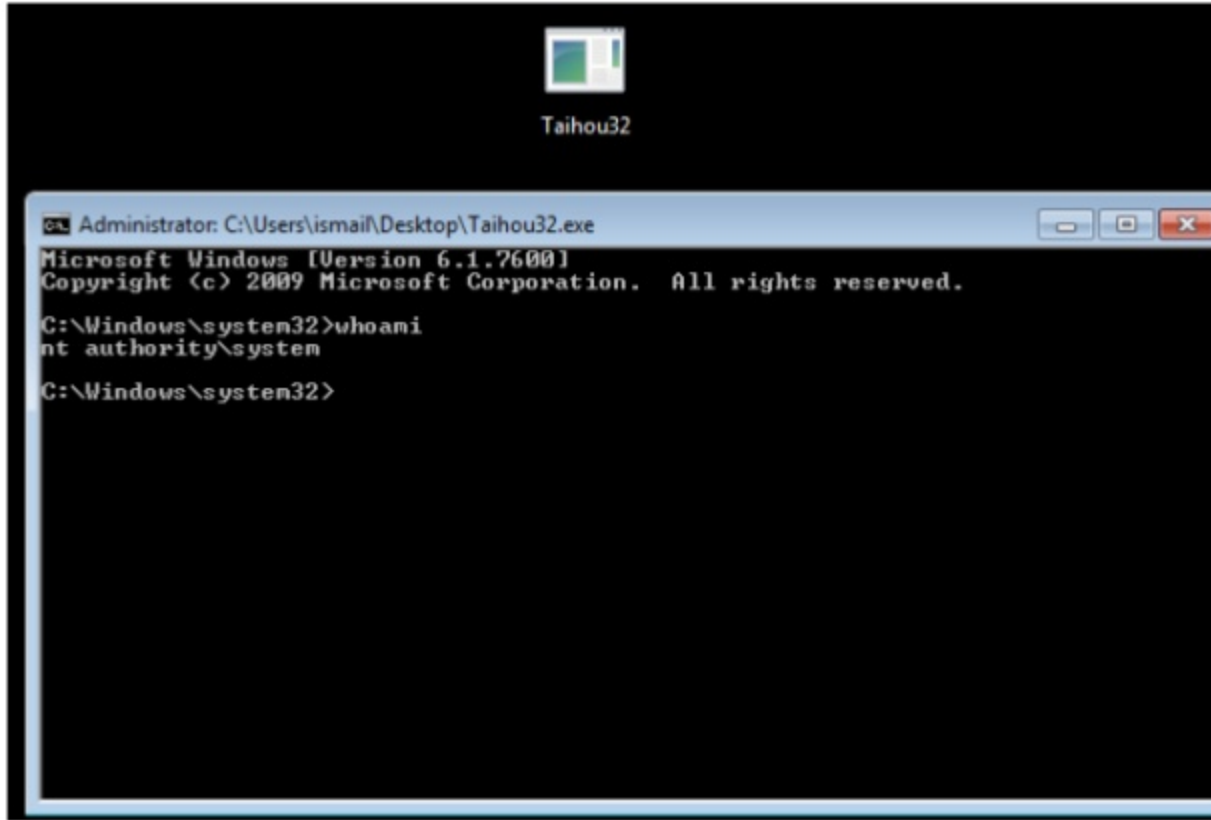 Taihou32
Administrator: C:\Users\ismail\Desktop\Taihou32.exe
Microsoft Windows [Version 6.1.7600]
Copyright (c) 2009 Microsoft Corporation.  All rights reserved.
C:\Windows\system32>whoami
nt authority\system
C:\Windows\system32>